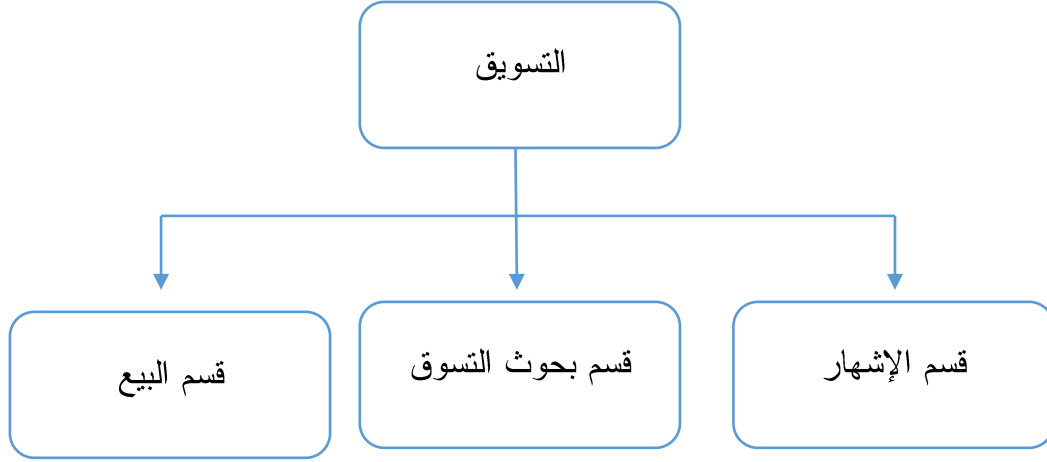 التسويق
قسم الإشهار
قسم بحوث التسوق
قسم البيع